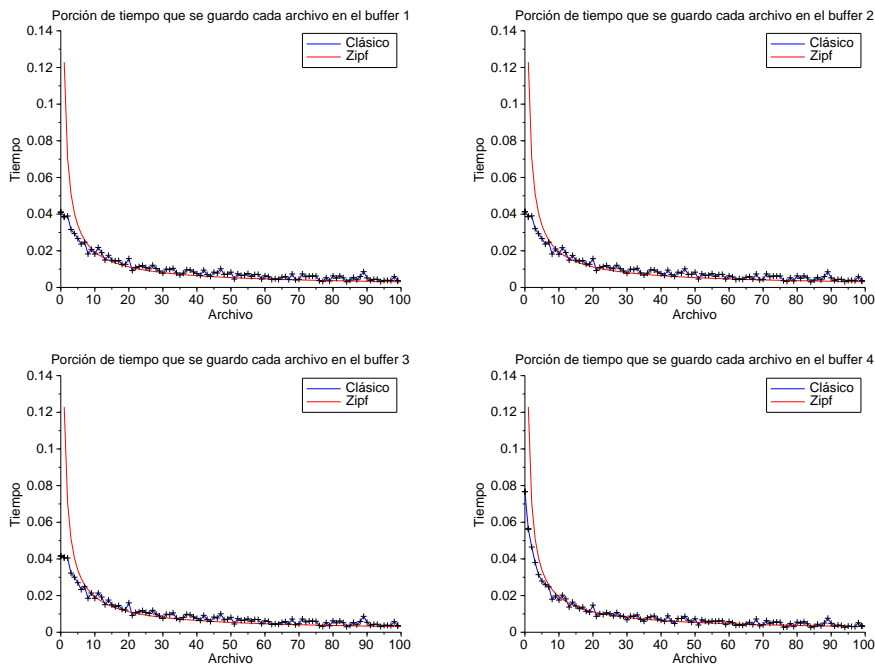 Porción de tiempo que se guardo cada archivo en el buffer 1
0.14
0.12
0.1
0.08
0.06
0.04
0.02
0
Tiempo
Clásico
Zipf
0 10 20 30 40 50 60 70 80 90 100
Archivo
Porción de tiempo que se guardo cada archivo en el buffer 2
0.14
0.12
0.1
0.08
0.06
0.04
0.02
0
Tiempo
Clásico
Zipf
0 10 20 30 40 50 60 70 80 90 100
Archivo
Porción de tiempo que se guardo cada archivo en el buffer 3
0.14
0.12
0.1
0.08
0.06
0.04
0.02
0
Tiempo
Clásico
Zipf
0 10 20 30 40 50 60 70 80 90 100
Archivo
Porción de tiempo que se guardo cada archivo en el buffer 4
0.14
0.12
0.1
0.08
0.06
0.04
0.02
0
Tiempo
Clásico
Zipf
0 10 20 30 40 50 60 70 80 90 100
Archivo